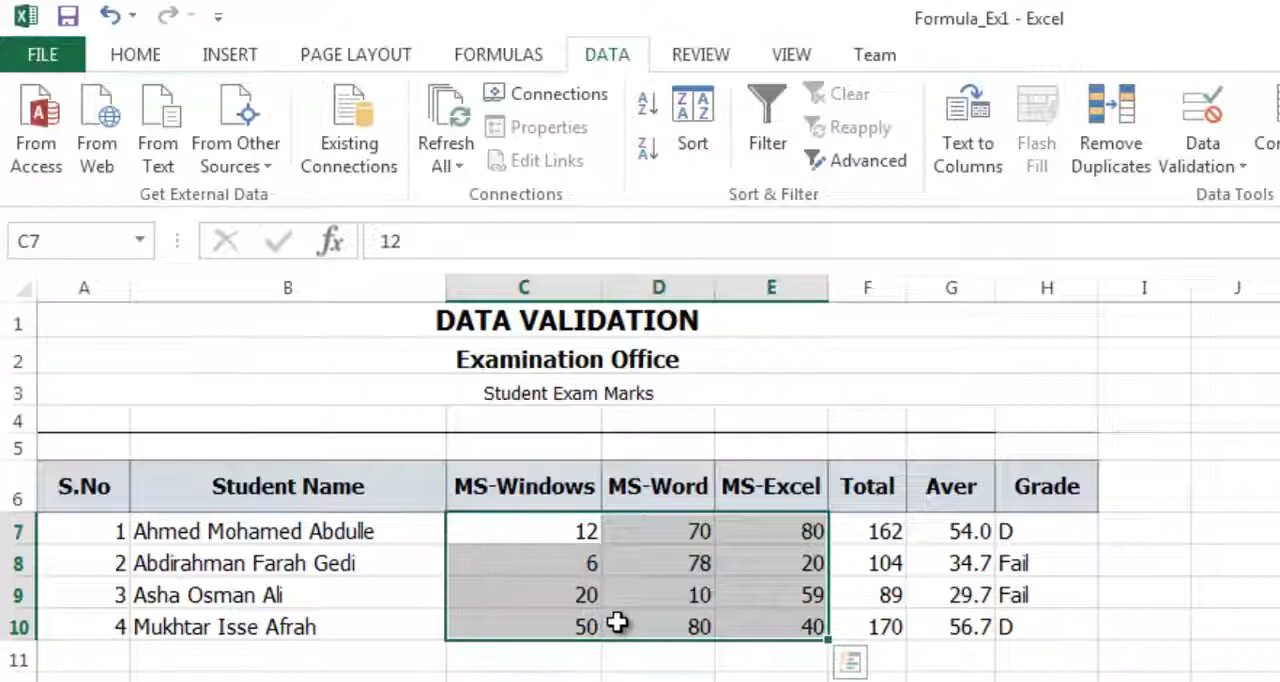 Formula_Ex1 - Excel
FILE HOME INSERT PAGE LAYOUT FORMULAS DATA REVIEW VIEW Team
From Access
From Web
From Text
From Other Sources
Existing Connections
Get External Data
Refresh All
Connections
Properties
Edit Links
Connections
Sort
Filter
Clear
Reapply
Advanced
Sort & Filter
Text to Columns
Flash Fill
Remove Duplicates
Data Validation
Data Tools
C7 fx 12
A B C D E F G H I J
1 DATA VALIDATION
2 Examination Office
3 Student Exam Marks
4
5
6 S.No Student Name MS-Windows MS-Word MS-Excel Total Aver Grade
7 1 Ahmed Mohamed Abdulle 12 70 80 162 54.0 D
8 2 Abdirahman Farah Gedi 6 78 20 104 34.7 Fail
9 3 Asha Osman Ali 20 10 59 89 29.7 Fail
10 4 Mukhtar Isse Afrah 50 80 40 170 56.7 D
11